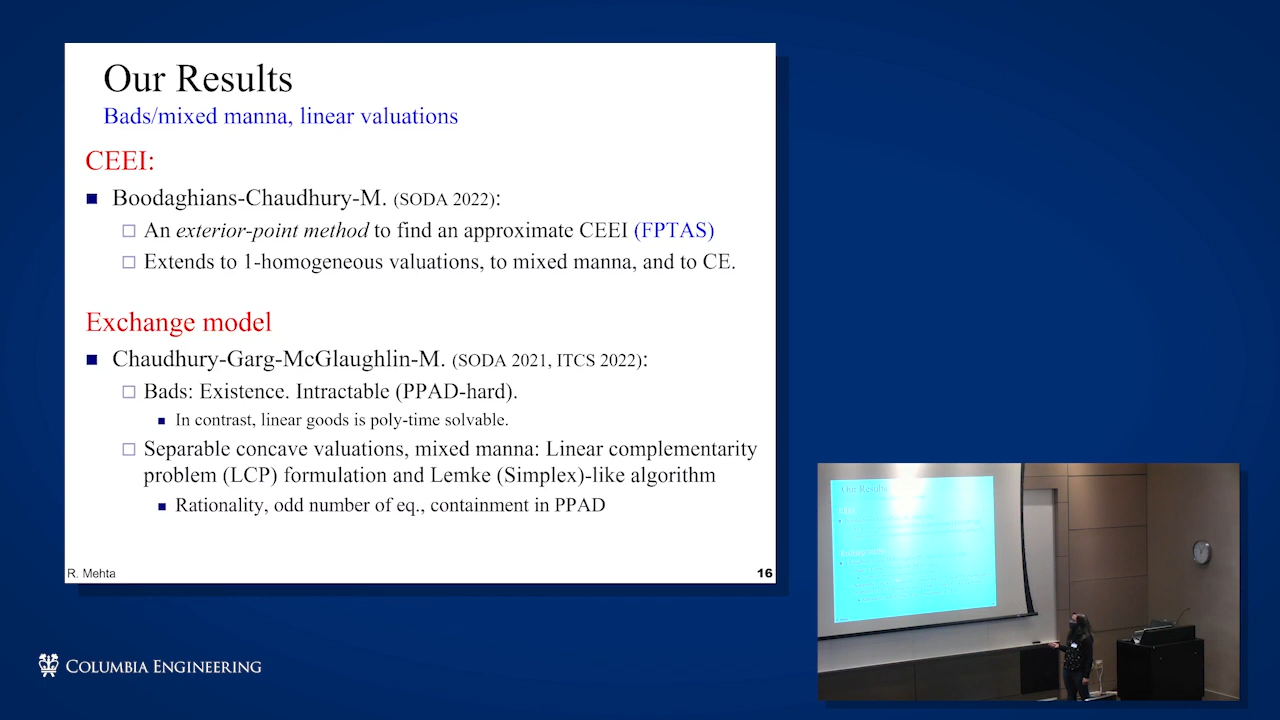 Our Results
Bads/mixed manna, linear valuations
CEEI:
Boodaghians-Chaudhury-M. (SODA 2022):
An exterior-point method to find an approximate CEEI (FPTAS)
Extends to 1-homogeneous valuations, to mixed manna, and to CE.
Exchange model
Chaudhury-Garg-McGlaughlin-M. (SODA 2021, ITCS 2022):
Bads: Existence. Intractable (PPAD-hard).
In contrast, linear goods is poly-time solvable.
Separable concave valuations, mixed manna: Linear complementarity
problem (LCP) formulation and Lemke (Simplex)-like algorithm
Rationality, odd number of eq., containment in PPAD
R. Mehta
16
COLUMBIA ENGINEERING
Our Results